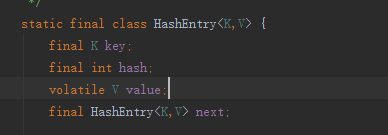 */
static final class HashEntry<K,V> {
final K key;
final int hash;
volatile V value;
final HashEntry<K,V> next;